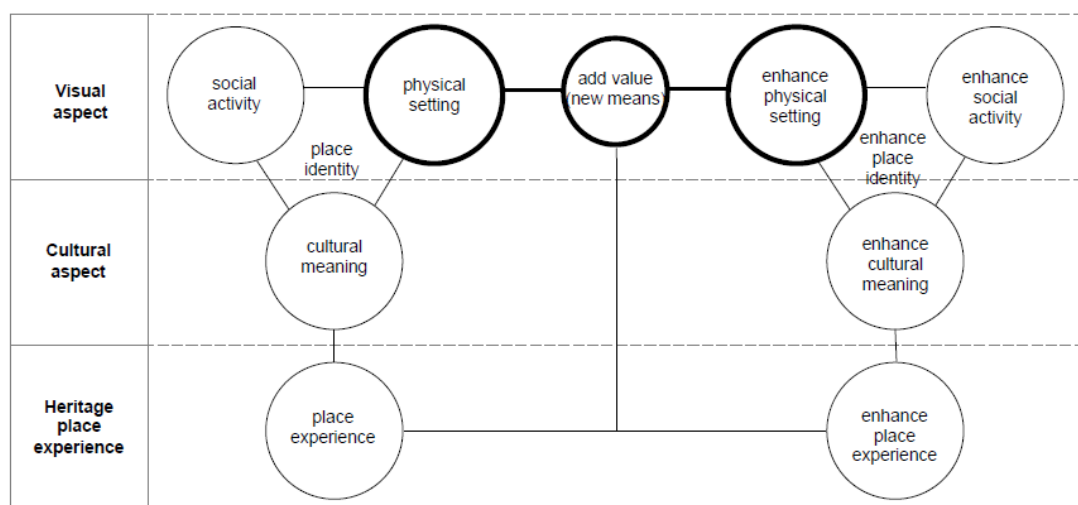 Visual
aspect
social
activity
physical
setting
add value
(new means)
enhance
physical
setting
enhance
social
activity
place
identity
enhance
place
identity
Cultural
aspect
cultural
meaning
enhance
cultural
meaning
Heritage
place
experience
place
experience
enhance
place
experience